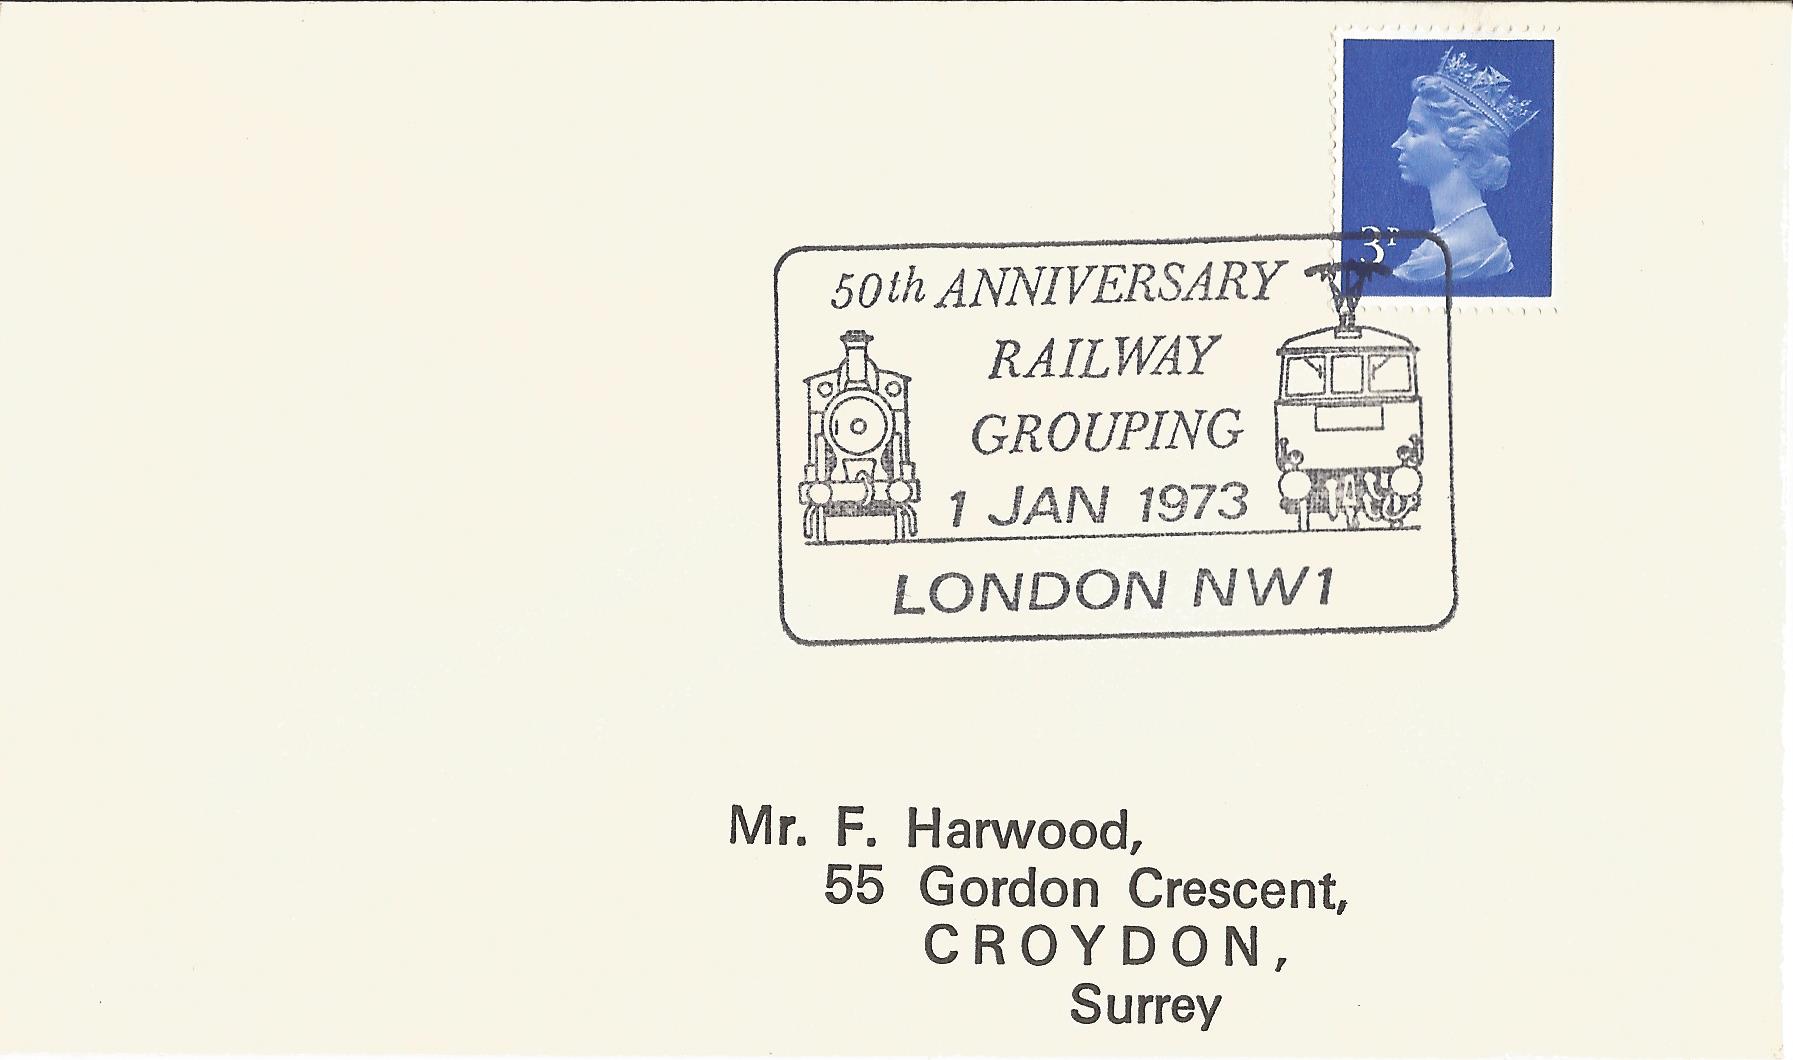 3P
50th ANNIVERSARY
RAILWAY
GROUPING
1 JAN 1973
LONDON NW1
Mr. F. Harwood,
55 Gordon Crescent,
CROYDON,
Surrey